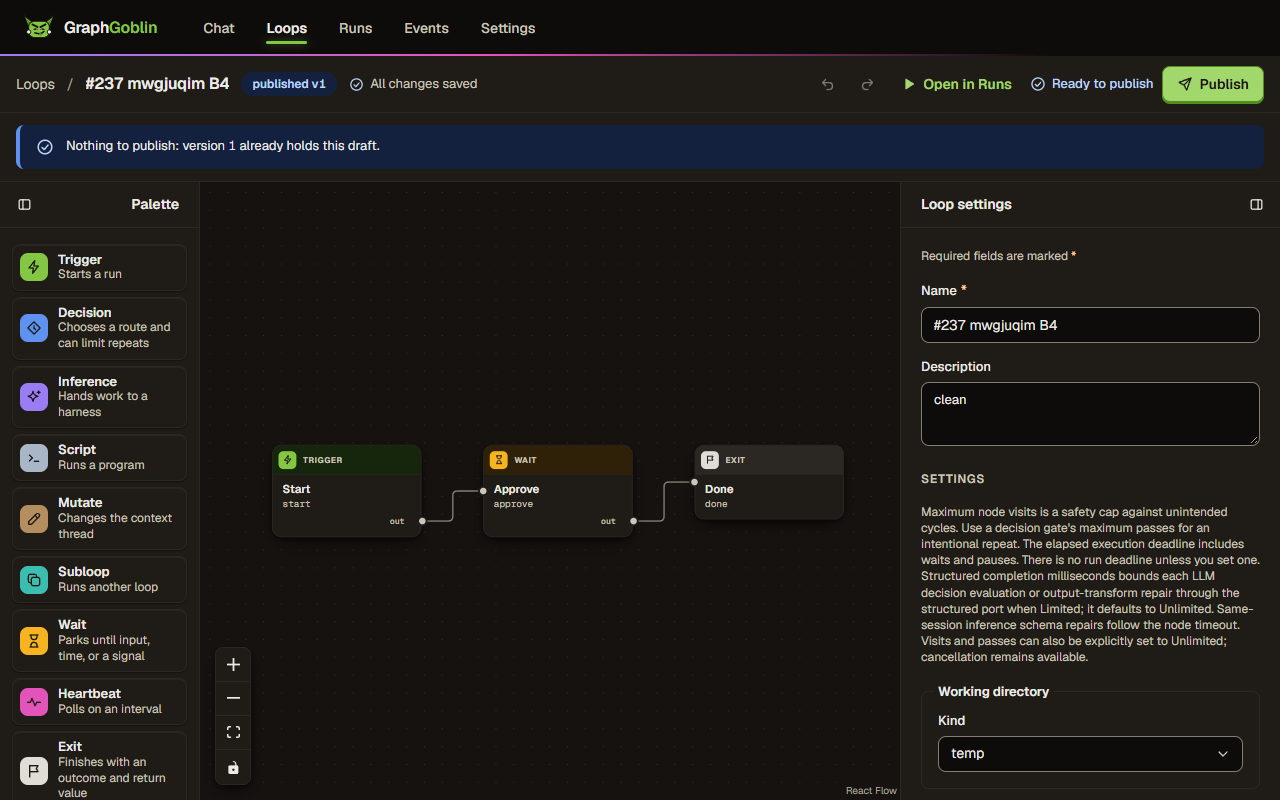 GraphGoblin Chat Loops Runs Events Settings
Loops / #237 mwgjuqim B4 published v1 All changes saved Open in Runs Ready to publish Publish
Nothing to publish: version 1 already holds this draft.
Palette
Trigger
Starts a run
Decision
Chooses a route and
can limit repeats
Inference
Hands work to a
harness
Script
Runs a program
Mutate
Changes the context
thread
Subloop
Runs another loop
Wait
Parks until input,
time, or a signal
Heartbeat
Polls on an interval
Exit
Finishes with an
outcome and return
value
TRIGGER
Start
start
out
WAIT
Approve
approve
out
EXIT
Done
done
React Flow
Loop settings
Required fields are marked *
Name *
#237 mwgjuqim B4
Description
clean
SETTINGS
Maximum node visits is a safety cap against unintended
cycles. Use a decision gate's maximum passes for an
intentional repeat. The elapsed execution deadline includes
waits and pauses. There is no run deadline unless you set one.
Structured completion milliseconds bounds each LLM
decision evaluation or output-transform repair through the
structured port when Limited; it defaults to Unlimited. Same-
session inference schema repairs follow the node timeout.
Visits and passes can also be explicitly set to Unlimited;
cancellation remains available.
Working directory
Kind
temp